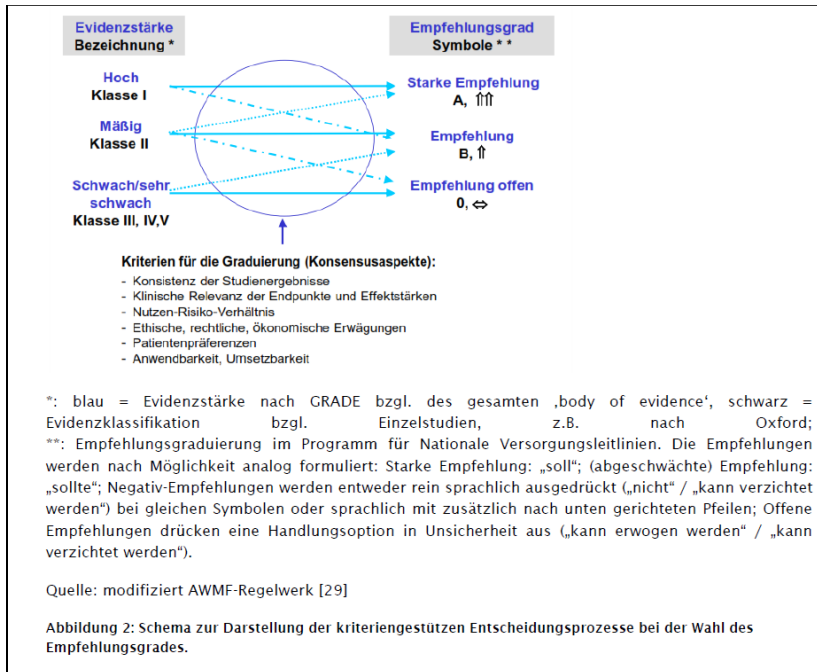 Evidenzstärke
Bezeichnung *
Empfehlungsgrad
Symbole * *
Hoch
Klasse I
Starke Empfehlung
A, ⇑⇑
Mäßig
Klasse II
Empfehlung
B, ⇑
Schwach/sehr
schwach
Klasse III, IV,V
Empfehlung offen
0, ⇔
Kriterien für die Graduierung (Konsensusaspekte):
- Konsistenz der Studienergebnisse
- Klinische Relevanz der Endpunkte und Effektstärken
- Nutzen-Risiko-Verhältnis
- Ethische, rechtliche, ökonomische Erwägungen
- Patientenpräferenzen
- Anwendbarkeit, Umsetzbarkeit
*: blau = Evidenzstärke nach GRADE bzgl. des gesamten ‚body of evidence‘, schwarz =
Evidenzklassifikation bzgl. Einzelstudien, z.B. nach Oxford;
**: Empfehlungsgraduierung im Programm für Nationale Versorgungsleitlinien. Die Empfehlungen
werden nach Möglichkeit analog formuliert: Starke Empfehlung: „soll“; (abgeschwächte) Empfehlung:
„sollte“; Negativ-Empfehlungen werden entweder rein sprachlich ausgedrückt („nicht“ / „kann verzichtet
werden“) bei gleichen Symbolen oder sprachlich mit zusätzlich nach unten gerichteten Pfeilen; Offene
Empfehlungen drücken eine Handlungsoption in Unsicherheit aus („kann erwogen werden“ / „kann
verzichtet werden“).
Quelle: modifiziert AWMF-Regelwerk [29]
Abbildung 2: Schema zur Darstellung der kriteriengestützen Entscheidungsprozesse bei der Wahl des
Empfehlungsgrades.